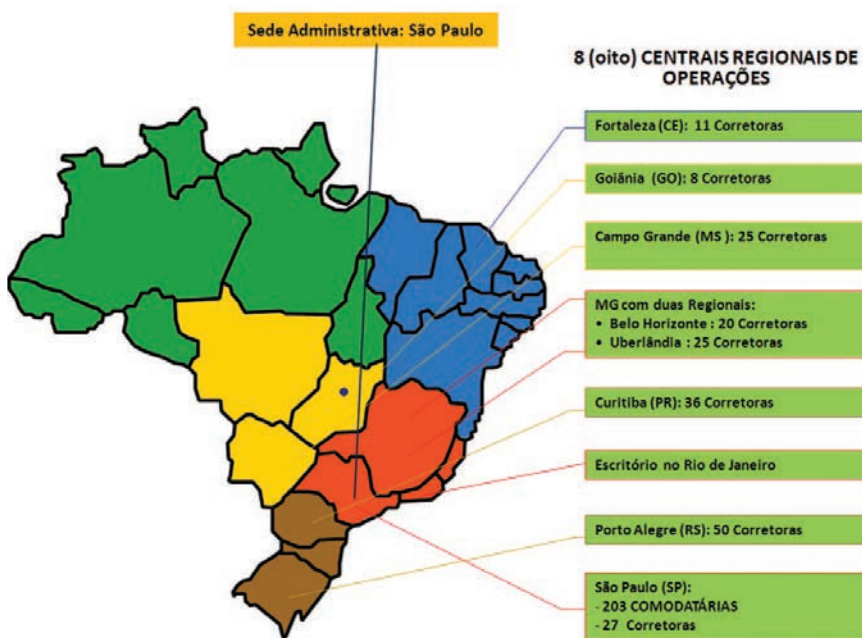 Sede Administrativa: São Paulo
8 (oito) CENTRAIS REGIONAIS DE
OPERAÇÕES
Fortaleza (CE): 11 Corretoras
Goiânia (GO): 8 Corretoras
Campo Grande (MS ): 25 Corretoras
MG com duas Regionais:
• Belo Horizonte : 20 Corretoras
• Uberlândia : 25 Corretoras
Curitiba (PR): 36 Corretoras
Escritório no Rio de Janeiro
Porto Alegre (RS): 50 Corretoras
São Paulo (SP):
- 203 COMODATÁRIAS
- 27 Corretoras